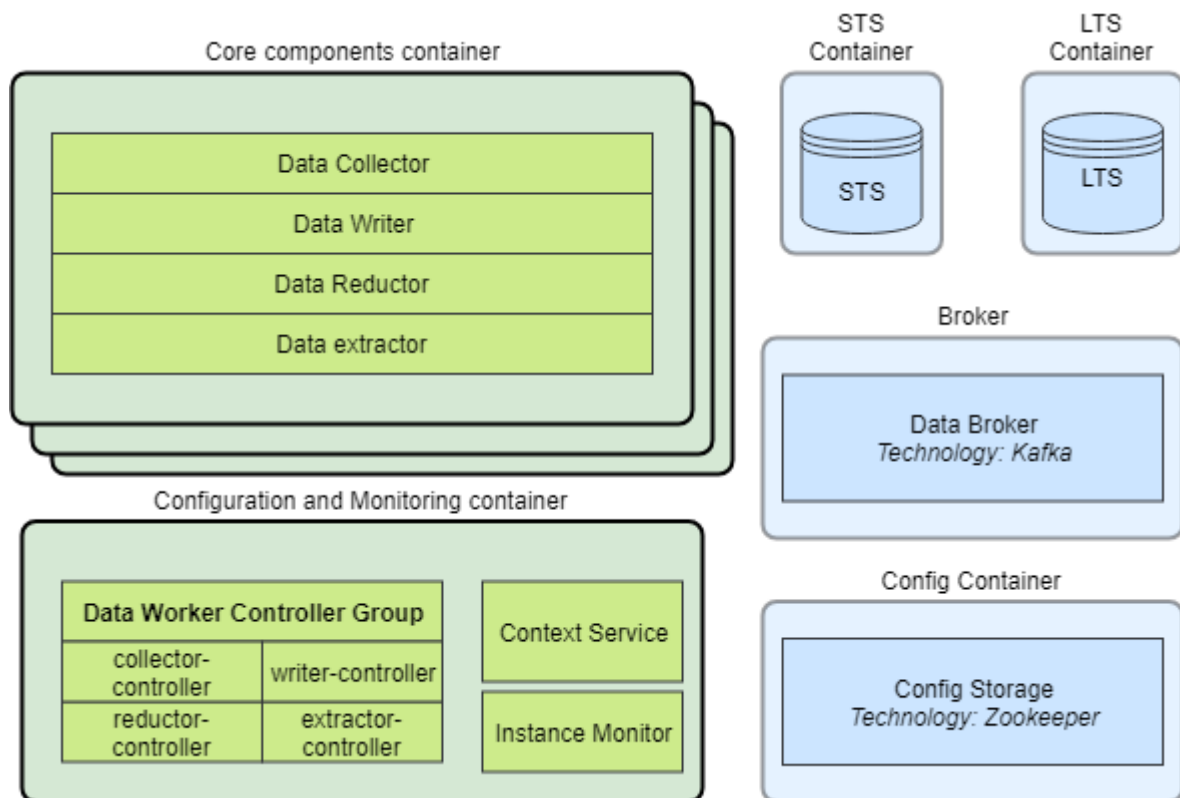 Core components container
Data Collector
Data Writer
Data Reductor
Data extractor
STS
Container
STS
LTS
Container
LTS
Broker
Data Broker
Technology: Kafka
Configuration and Monitoring container
Data Worker Controller Group
collector-
controller
writer-controller
reductor-
controller
extractor-
controller
Context Service
Instance Monitor
Config Container
Config Storage
Technology: Zookeeper